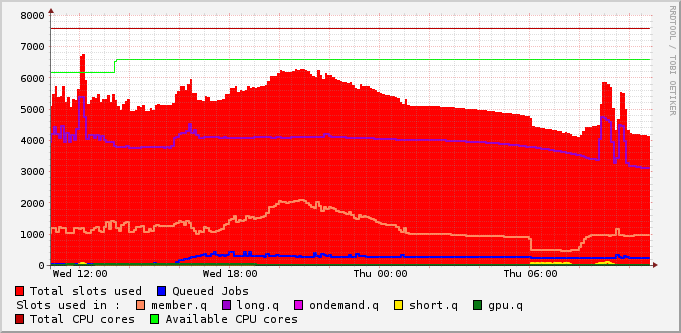 8000
7000
6000
5000
4000
3000
2000
1000
0
Wed 12:00 Wed 18:00 Thu 00:00 Thu 06:00
Total slots used Queued Jobs
Slots used in : member.q long.q ondemand.q short.q gpu.q
Total CPU cores Available CPU cores
RRDTOOL / TOBI OETIKER